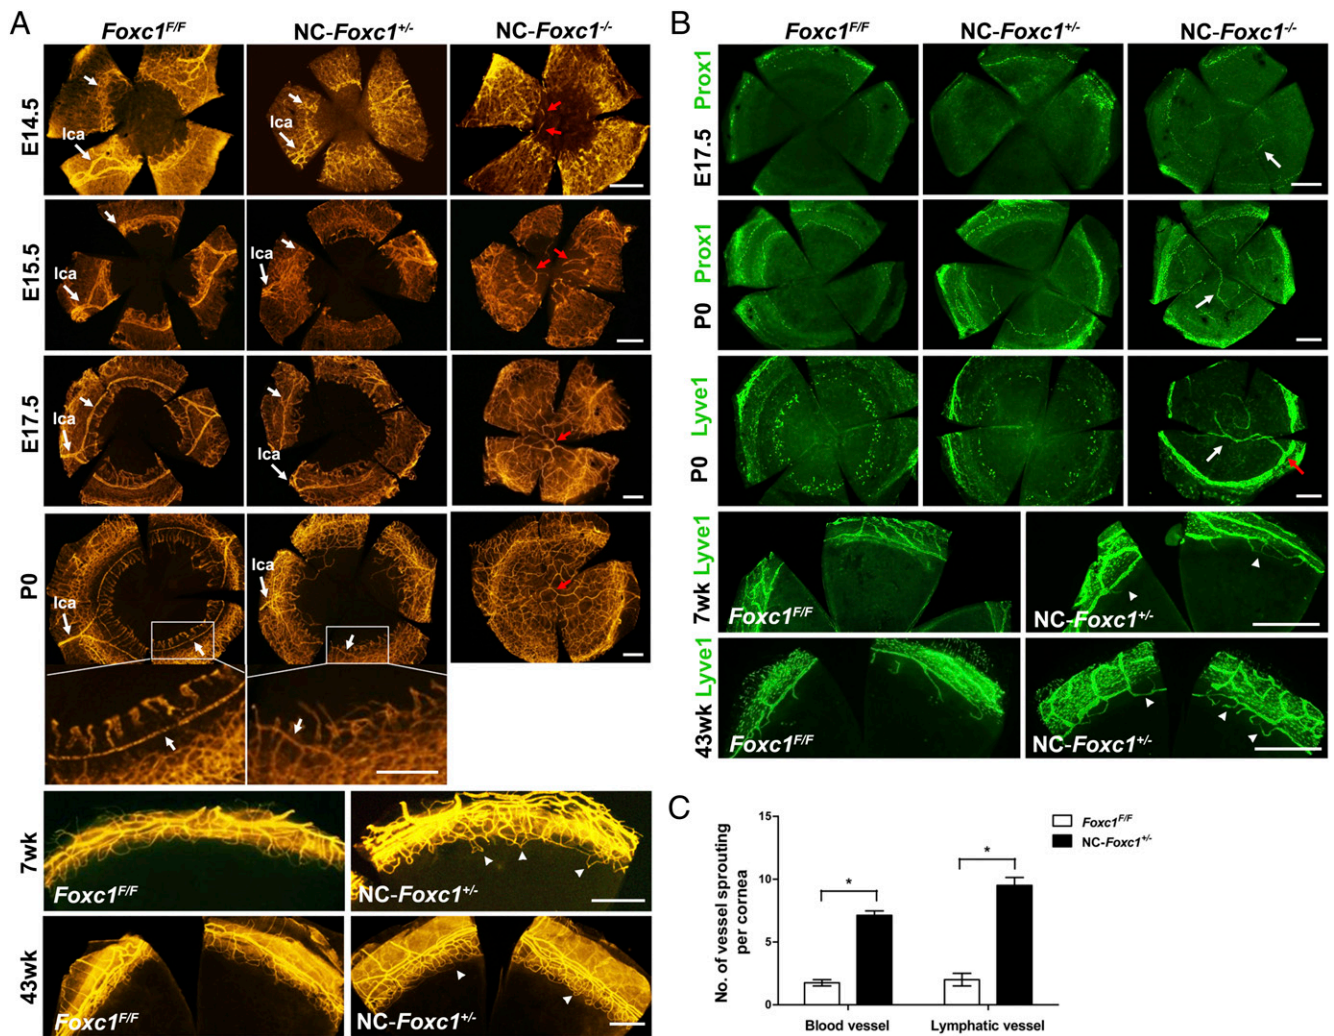 A
Foxc1F/F NC-Foxc1+/- NC-Foxc1-/-
E14.5
lca
lca
E15.5
lca
lca
E17.5
lca
lca
P0
lca
lca
7wk
Foxc1F/F
NC-Foxc1+/-
43wk
Foxc1F/F
NC-Foxc1+/-
B
Foxc1F/F NC-Foxc1+/- NC-Foxc1-/-
E17.5 Prox1
P0 Prox1
P0 Lyve1
7wk Lyve1
Foxc1F/F
NC-Foxc1+/-
43wk Lyve1
Foxc1F/F
NC-Foxc1+/-
C
No. of vessel sprouting
per cornea
15
10
5
0
*
*
Foxc1F/F
NC-Foxc1+/-
Blood vessel Lymphatic vessel